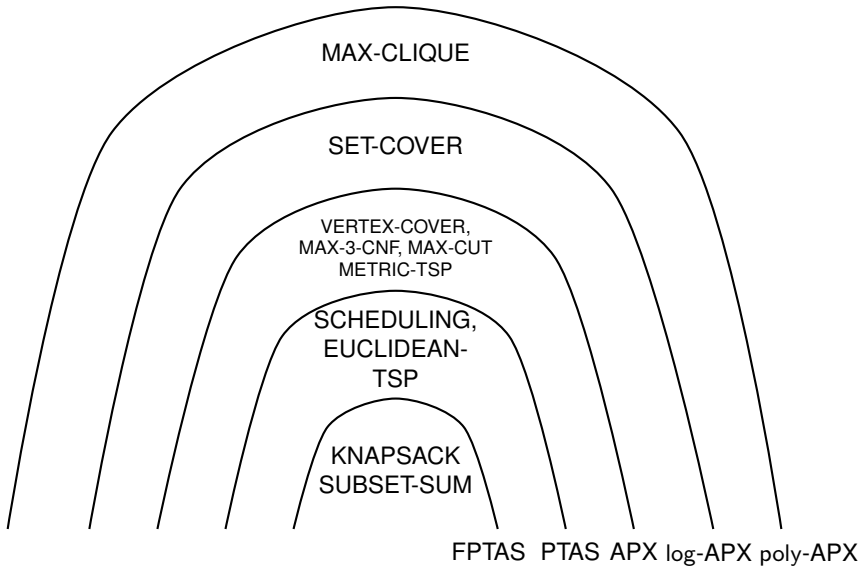 MAX-CLIQUE
SET-COVER
VERTEX-COVER,
MAX-3-CNF, MAX-CUT
METRIC-TSP
SCHEDULING,
EUCLIDEAN-
TSP
KNAPSACK
SUBSET-SUM
FPTAS PTAS APX log-APX poly-APX